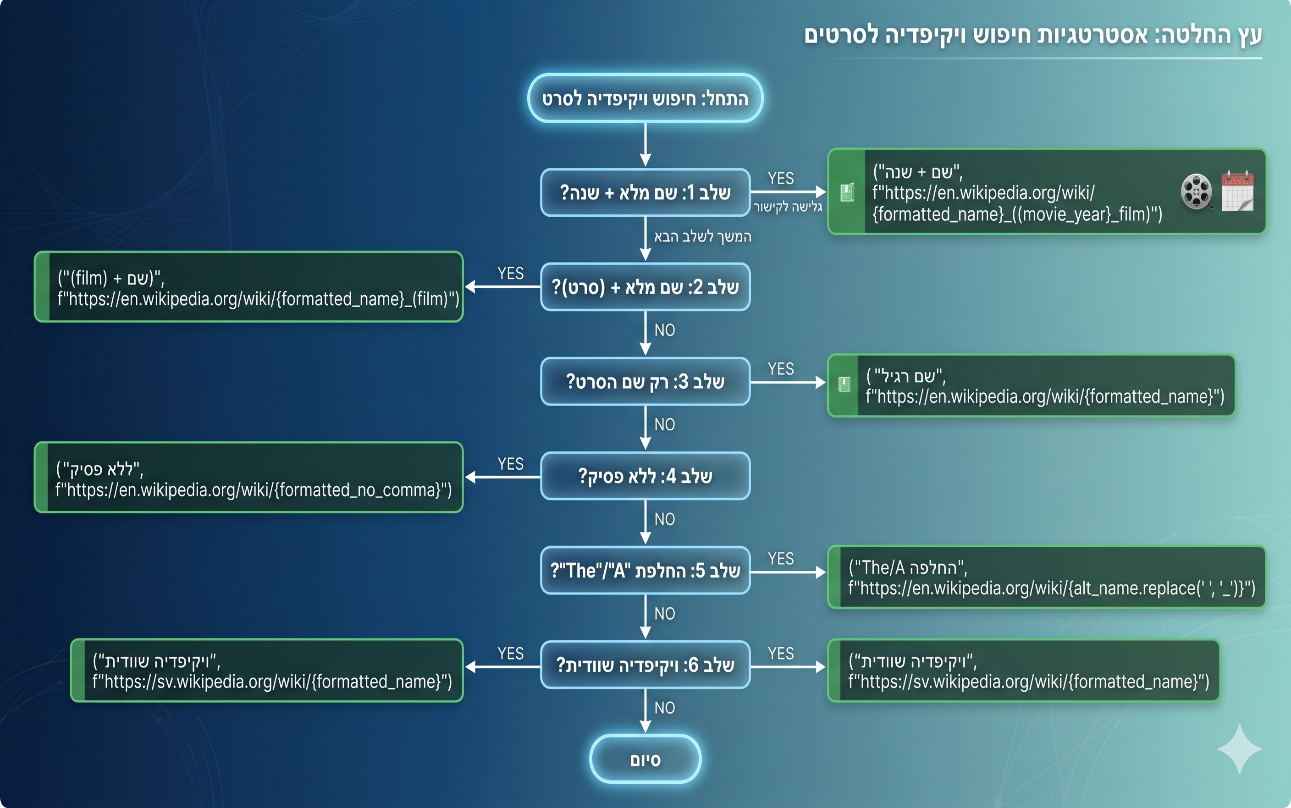 עץ החלטה: אסטרטגיות חיפוש ויקיפדיה לסרטים
התחל: חיפוש ויקיפדיה לסרט
שלב 1: שם מלא + שנה?
YES
גלישה לקישור
("שם + שנה",
f"https://en.wikipedia.org/wiki/
{formatted_name}_((movie_year}_film)")
המשך לשלב הבא
שלב 2: שם מלא + (סרט)?
YES
("(film) + שם)",
f"https://en.wikipedia.org/wiki/{formatted_name}_(film)")
NO
שלב 3: רק שם הסרט?
YES
("שם רגיל",
f"https://en.wikipedia.org/wiki/{formatted_name}")
NO
שלב 4: ללא פסיק?
YES
("ללא פסיק",
f"https://en.wikipedia.org/wiki/{formatted_no_comma}")
NO
שלב 5: החלפת "The"/"A"?
YES
("The/A החלפה",
f"https://en.wikipedia.org/wiki/{alt_name.replace(' ', '_')}")
NO
שלב 6: ויקיפדיה שוודית?
YES
("ויקיפדיה שוודית",
f"https://sv.wikipedia.org/wiki/{formatted_name}")
YES
("ויקיפדיה שוודית",
f"https://sv.wikipedia.org/wiki/{formatted_name}")
NO
סיום